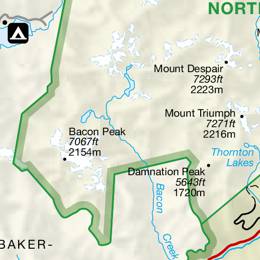 NORTH
Mount Despair
7293ft
2223m
Mount Triumph
7271ft
2216m
Bacon Peak
7067ft
2154m
Thornton
Lakes
Damnation Peak
5643ft
1720m
Bacon
Creek
BAKER-